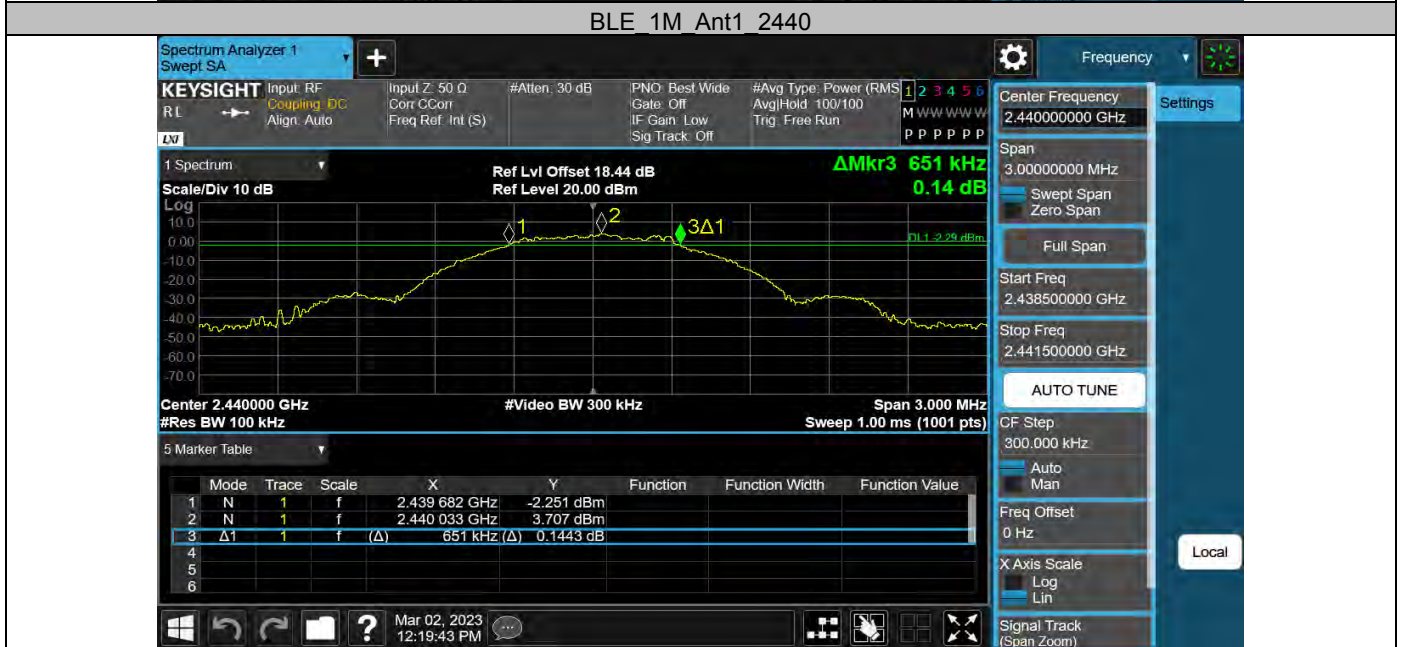 BLE_1M_Ant1_2440
Spectrum Analyzer 1
Swept SA
Frequency
KEYSIGHT
RL
LXI
Input: RF
Coupling: DC
Align: Auto
Input Z: 50 Ω
Corr CCorr
Freq Ref: Int (S)
#Atten: 30 dB
PNO: Best Wide
Gate: Off
IF Gain: Low
Sig Track: Off
#Avg Type: Power (RMS
Avg|Hold: 100/100
Trig: Free Run
1 2 3 4 5 6
M W W W W W
P P P P P P
1 Spectrum
Scale/Div 10 dB
Ref Lvl Offset 18.44 dB
Ref Level 20.00 dBm
ΔMkr3 651 kHz
0.14 dB
Log
10.0
0.00
-10.0
-20.0
-30.0
-40.0
-50.0
-60.0
-70.0
1
2
3Δ1
DL1 -2.29 dBm
Center 2.440000 GHz
#Res BW 100 kHz
#Video BW 300 kHz
Span 3.000 MHz
Sweep 1.00 ms (1001 pts)
5 Marker Table
Mode Trace Scale X Y Function Function Width Function Value
1 N 1 f 2.439 682 GHz -2.251 dBm
2 N 1 f 2.440 033 GHz 3.707 dBm
3 Δ1 1 f (Δ) 651 kHz (Δ) 0.1443 dB
4
5
6
?
Mar 02, 2023
12:19:43 PM
Center Frequency
2.440000000 GHz
Settings
Span
3.00000000 MHz
Swept Span
Zero Span
Full Span
Start Freq
2.438500000 GHz
Stop Freq
2.441500000 GHz
AUTO TUNE
CF Step
300.000 kHz
Auto
Man
Freq Offset
0 Hz
X Axis Scale
Log
Lin
Signal Track
(Span Zoom)
Local